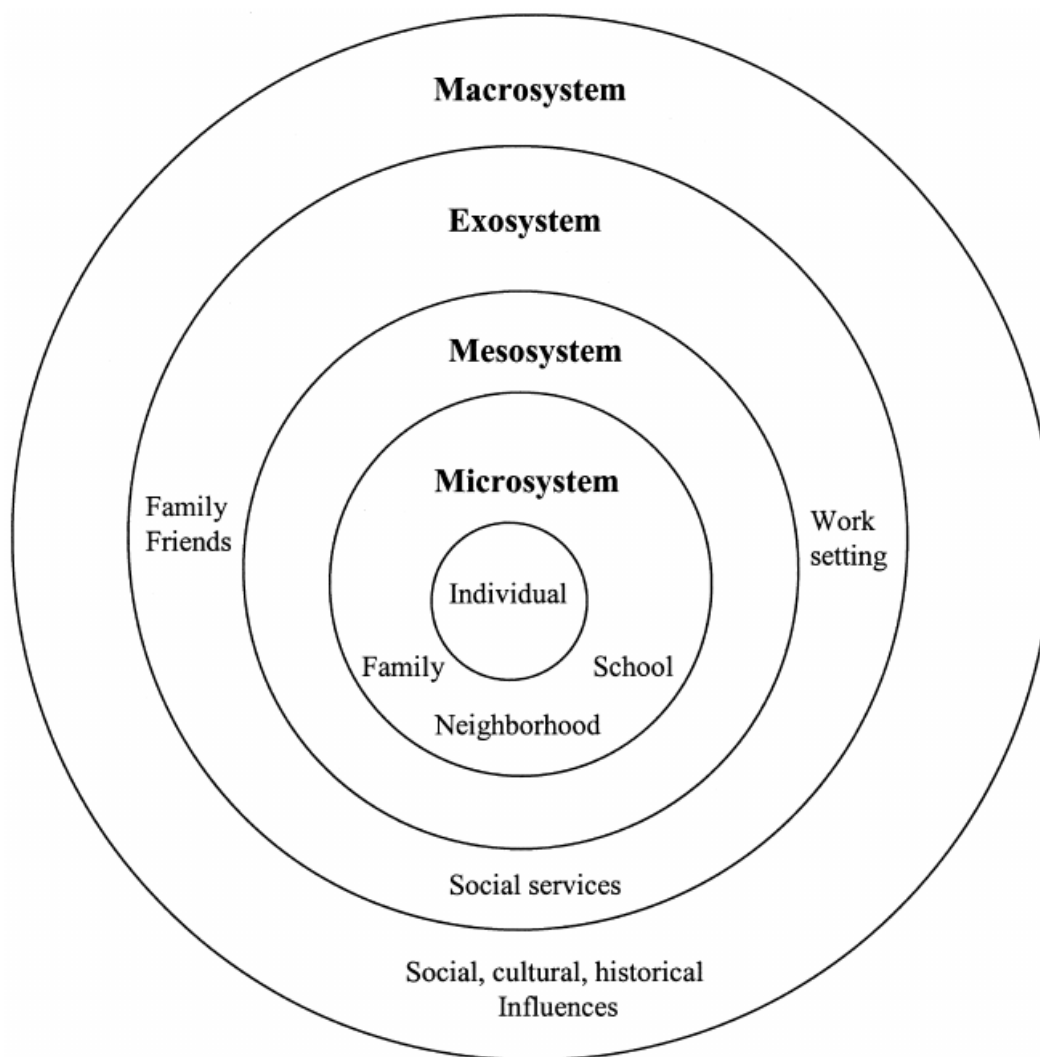 Macrosystem
Exosystem
Mesosystem
Microsystem
Family
Friends
Work
setting
Individual
Family
School
Neighborhood
Social services
Social, cultural, historical
Influences